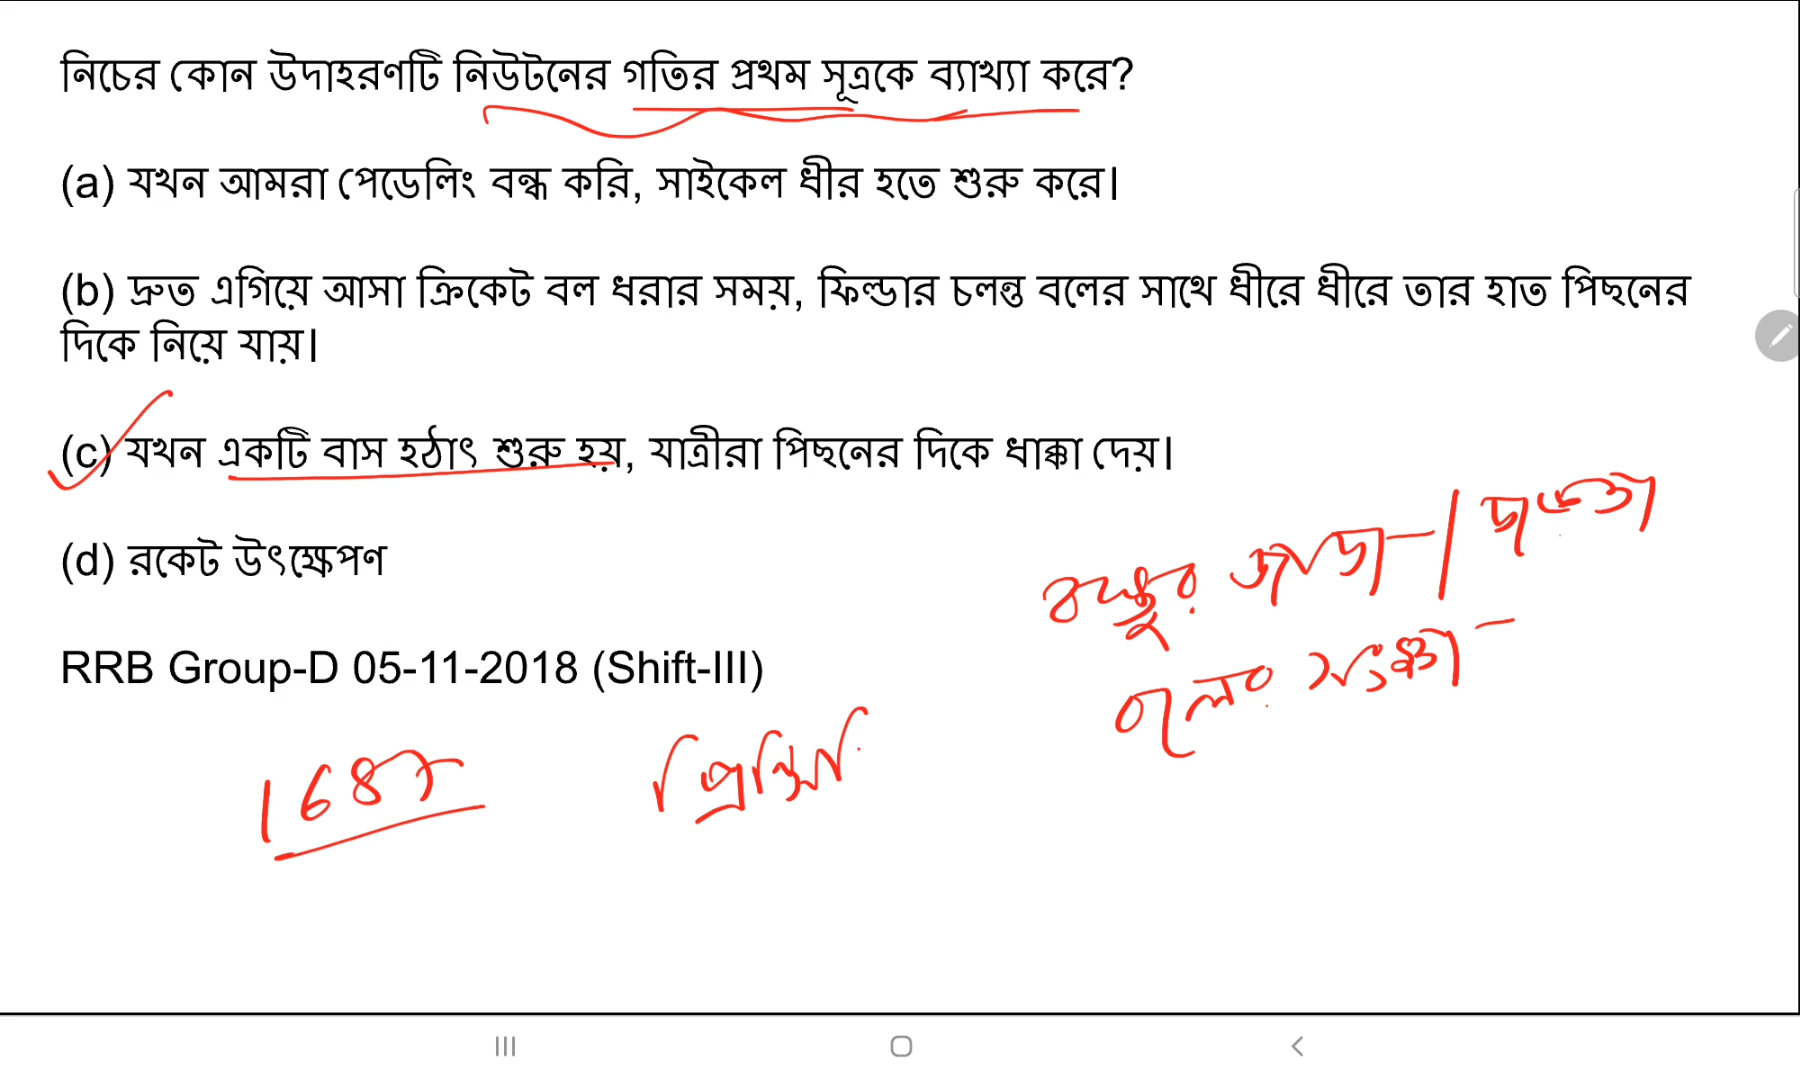 নিচের কোন উদাহরণটি নিউটনের গতির প্রথম সূত্রকে ব্যাখ্যা করে?
(a) যখন আমরা পেডেলিং বন্ধ করি, সাইকেল ধীর হতে শুরু করে।
(b) দ্রুত এগিয়ে আসা ক্রিকেট বল ধরার সময়, ফিল্ডার চলন্ত বলের সাথে ধীরে ধীরে তার হাত পিছনের
দিকে নিয়ে যায়।
(c) যখন একটি বাস হঠাৎ শুরু হয়, যাত্রীরা পিছনের দিকে ধাক্কা দেয়।
(d) রকেট উৎক্ষেপণ
বস্তুর জাড্য
বলের সংজ্ঞা
RRB Group-D 05-11-2018 (Shift-III)
1687